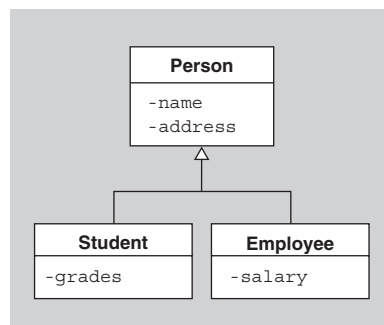 Person
-name
-address
Student
-grades
Employee
-salary